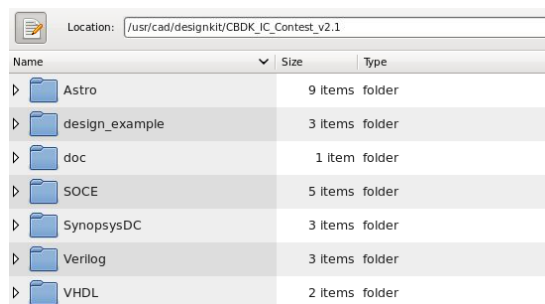 Location: /usr/cad/designkit/CBDK_IC_Contest_v2.1
Name Size Type
Astro 9 items folder
design_example 3 items folder
doc 1 item folder
SOCE 5 items folder
SynopsysDC 3 items folder
Verilog 3 items folder
VHDL 2 items folder